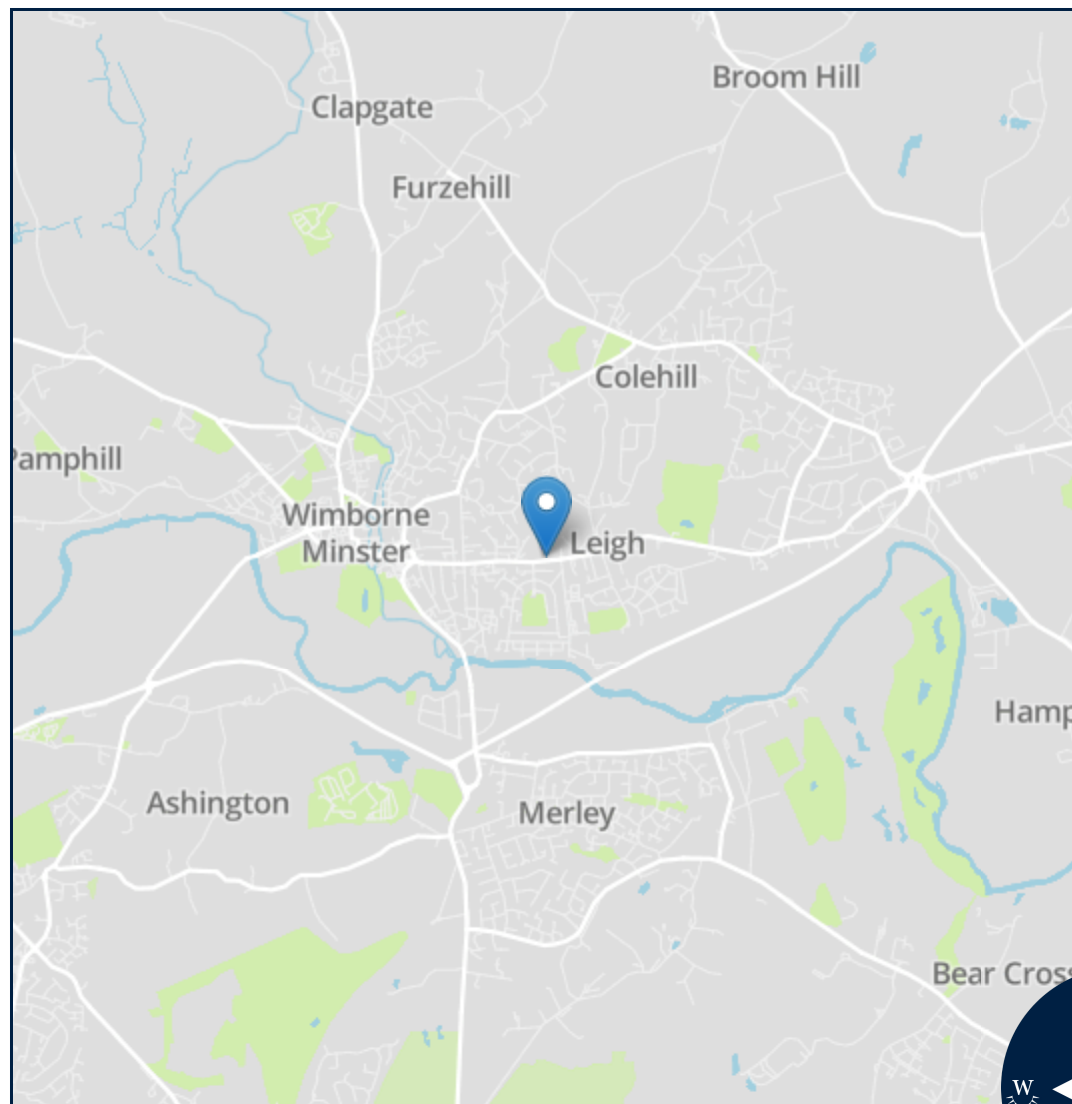 Broom Hill
Clapgate
Furzehill
Colehill
Pamphill
Wimborne
Minster
Leigh
Hamp
Ashington
Merley
Bear Cross
W